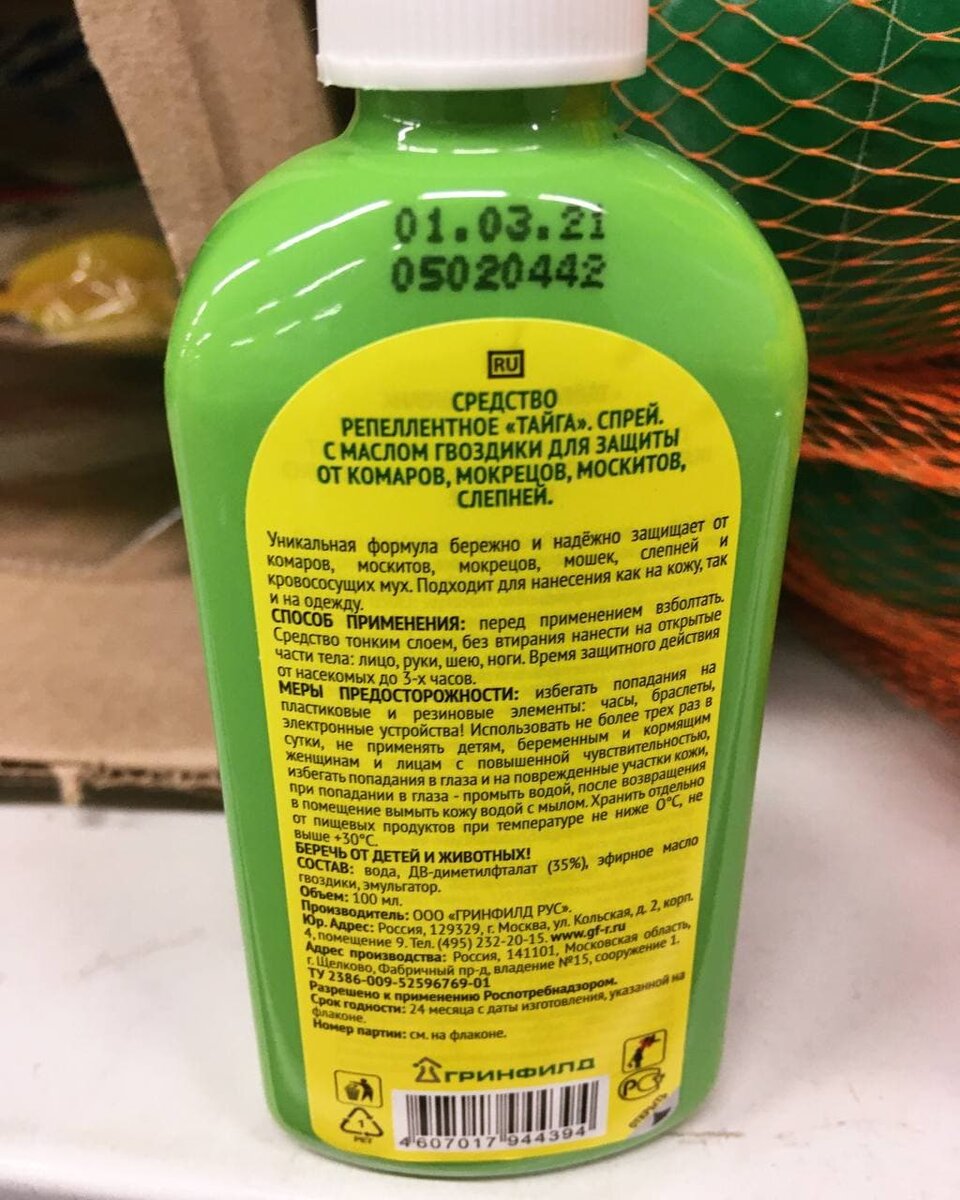 01.03.21
05020442
RU
СРЕДСТВО
РЕПЕЛЛЕНТНОЕ «ТАЙГА». СПРЕЙ.
С МАСЛОМ ГВОЗДИКИ ДЛЯ ЗАЩИТЫ
ОТ КОМАРОВ, МОКРЕЦОВ, МОСКИТОВ,
СЛЕПНЕЙ.
Уникальная формула бережно и надёжно защищает от
комаров, москитов, мокрецов, мошек, слепней и
кровососущих мух. Подходит для нанесения как на кожу, так
и на одежду.
СПОСОБ ПРИМЕНЕНИЯ: перед применением взболтать.
Средство тонким слоем, без втирания нанести на открытые
части тела: лицо, руки, шею, ноги. Время защитного действия
от насекомых до 3-х часов.
МЕРЫ ПРЕДОСТОРОЖНОСТИ: избегать попадания на
пластиковые и резиновые элементы: часы, браслеты,
электронные устройства! Использовать не более трех раз в
сутки, не применять детям, беременным и кормящим
женщинам и лицам с повышенной чувствительностью,
избегать попадания в глаза и на поврежденные участки кожи,
при попадании в глаза - промыть водой, после возвращения
в помещение вымыть кожу водой с мылом. Хранить отдельно
от пищевых продуктов при температуре не ниже 0°С, не
выше +30°С.
БЕРЕЧЬ ОТ ДЕТЕЙ И ЖИВОТНЫХ!
СОСТАВ: вода, ДВ-диметилфталат (35%), эфирное масло
гвоздики, эмульгатор.
Объем: 100 мл.
Производитель: ООО «ГРИНФИЛД РУС».
Юр. Адрес: Россия, 129329, г. Москва, ул. Кольская, д. 2, корп.
4, помещение 9. Тел. (495) 232-20-15. www.gf-r.ru
Адрес производства: Россия, 141101, Московская область,
г. Щелково, Фабричный пр-д, владение №15, сооружение 1.
ТУ 2386-009-52596769-01
Разрешено к применению Роспотребнадзором.
Срок годности: 24 месяца с даты изготовления, указанной на
флаконе.
Номер партии: см. на флаконе.
ГРИНФИЛД
РС
1
PET
4607017 944394
ОТКРЫТЬ